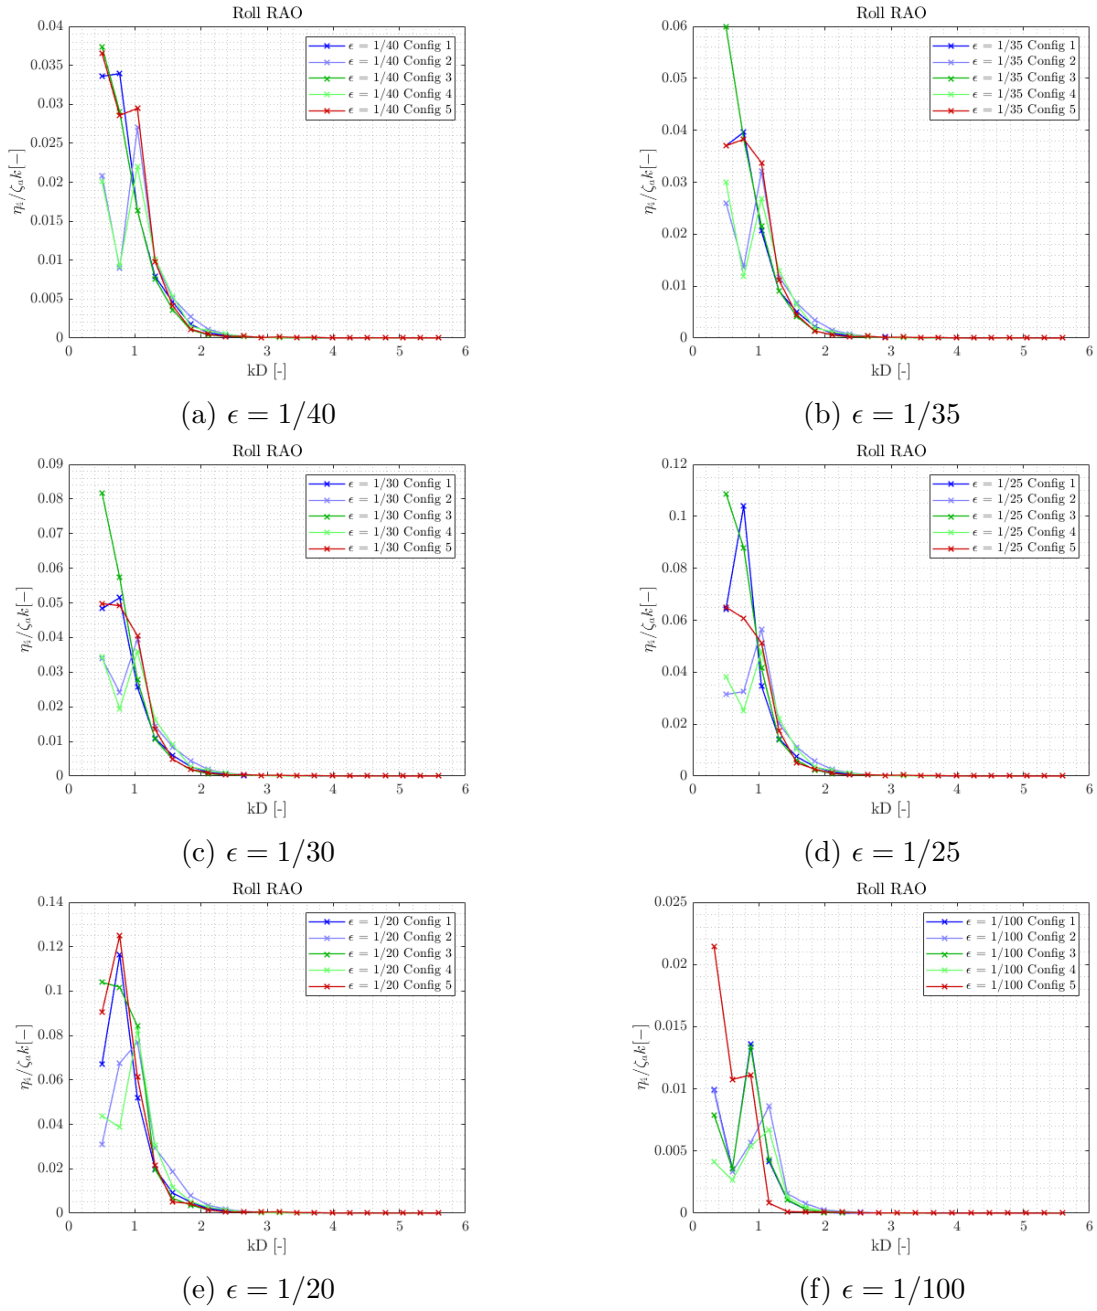 Roll RAO
0.04
0.035
0.03
0.025
0.02
0.015
0.01
0.005
0
η₄/ζₐk[−]
0 1 2 3 4 5 6
kD [-]
ϵ = 1/40 Config 1
ϵ = 1/40 Config 2
ϵ = 1/40 Config 3
ϵ = 1/40 Config 4
ϵ = 1/40 Config 5
(a) ϵ = 1/40
Roll RAO
0.06
0.05
0.04
0.03
0.02
0.01
0
η₄/ζₐk[−]
0 1 2 3 4 5 6
kD [-]
ϵ = 1/35 Config 1
ϵ = 1/35 Config 2
ϵ = 1/35 Config 3
ϵ = 1/35 Config 4
ϵ = 1/35 Config 5
(b) ϵ = 1/35
Roll RAO
0.09
0.08
0.07
0.06
0.05
0.04
0.03
0.02
0.01
0
η₄/ζₐk[−]
0 1 2 3 4 5 6
kD [-]
ϵ = 1/30 Config 1
ϵ = 1/30 Config 2
ϵ = 1/30 Config 3
ϵ = 1/30 Config 4
ϵ = 1/30 Config 5
(c) ϵ = 1/30
Roll RAO
0.12
0.1
0.08
0.06
0.04
0.02
0
η₄/ζₐk[−]
0 1 2 3 4 5 6
kD [-]
ϵ = 1/25 Config 1
ϵ = 1/25 Config 2
ϵ = 1/25 Config 3
ϵ = 1/25 Config 4
ϵ = 1/25 Config 5
(d) ϵ = 1/25
Roll RAO
0.14
0.12
0.1
0.08
0.06
0.04
0.02
0
η₄/ζₐk[−]
0 1 2 3 4 5 6
kD [-]
ϵ = 1/20 Config 1
ϵ = 1/20 Config 2
ϵ = 1/20 Config 3
ϵ = 1/20 Config 4
ϵ = 1/20 Config 5
(e) ϵ = 1/20
Roll RAO
0.025
0.02
0.015
0.01
0.005
0
η₄/ζₐk[−]
0 1 2 3 4 5 6
kD [-]
ϵ = 1/100 Config 1
ϵ = 1/100 Config 2
ϵ = 1/100 Config 3
ϵ = 1/100 Config 4
ϵ = 1/100 Config 5
(f) ϵ = 1/100